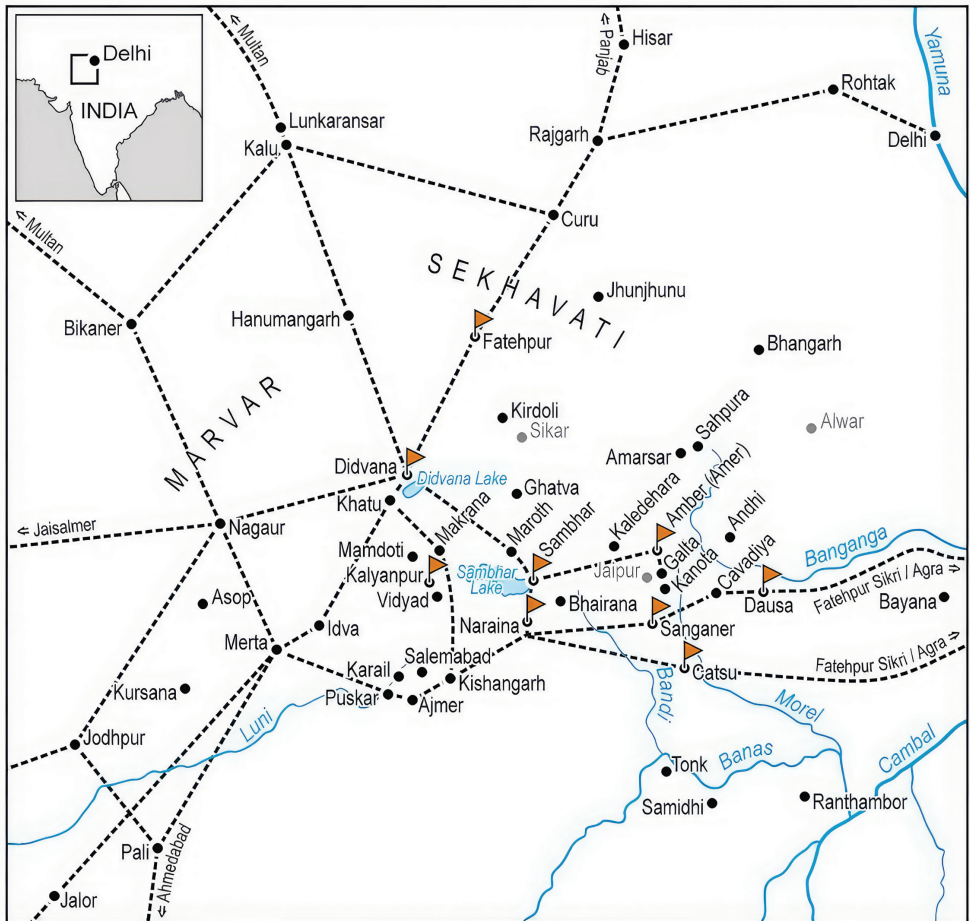 Multan
Panjab
Hisar
Yamuna
Delhi
INDIA
Rohtak
Lunkaransar
Kalu
Rajgarh
Delhi
Multan
Curu
SEKHAVATI
Jhunjhunu
Bikaner
Hanumangarh
Fatehpur
Bhangarh
MARVAR
Kirdoli
Sikar
Sahpura
Alwar
Amarsar
Didvana
Didvana Lake
Khatu
Ghatva
Kaledehara
Amber (Amer)
Makrana
Maroth
Sambhar
Andhi
Jaisalmer
Nagaur
Banganga
Mamdoti
Galta
Cavadiya
Kalyanpur
Sambhar
Lake
Jaipur
Kanota
Asop
Vidyad
Bhairana
Dausa
Fatehpur Sikri / Agra
Bayana
Idva
Naraina
Sanganer
Merta
Salemabad
Karail
Fatehpur Sikri / Agra
Kursana
Puskar
Ajmer
Kishangarh
Catsu
Bandi
Morel
Luni
Jodhpur
Cambal
Tonk
Banas
Samidhi
Ranthambor
Pali
Ahmedabad
Jalor